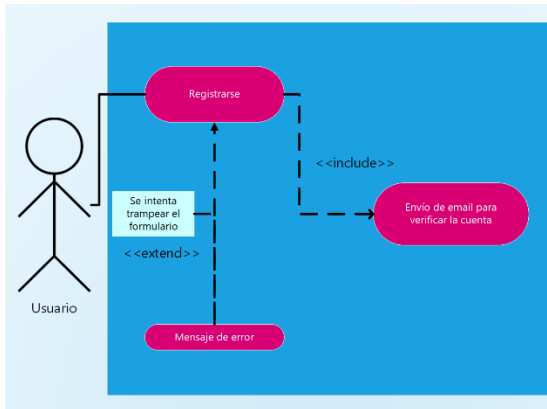 Registrarse
<<include>>
Se intenta
trampear el
formulario
Envío de email para
verificar la cuenta
<<extend>>
Usuario
Mensaje de error